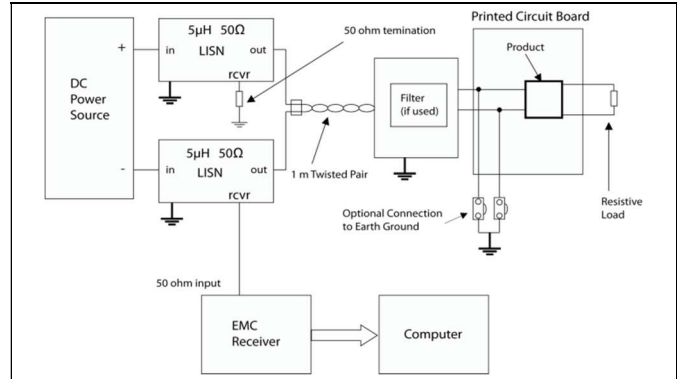 Printed Circuit Board
5µH 50Ω
in
out
LISN
rcvr
50 ohm temination
Product
+
DC
Power
Source
-
Filter
(if used)
5µH 50Ω
in
out
LISN
rcvr
1 m Twisted Pair
Optional Connection
to Earth Ground
Resistive
Load
50 ohm input
EMC
Receiver
Computer